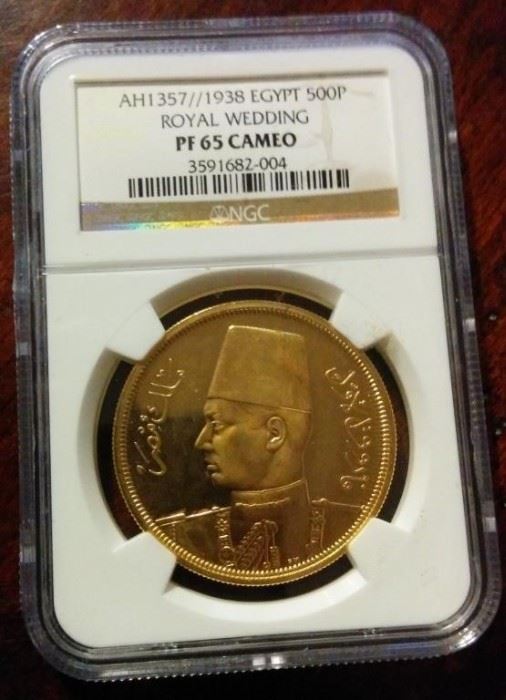 AH1357//1938 EGYPT 500P
ROYAL WEDDING
PF 65 CAMEO
3591682-004
NGC